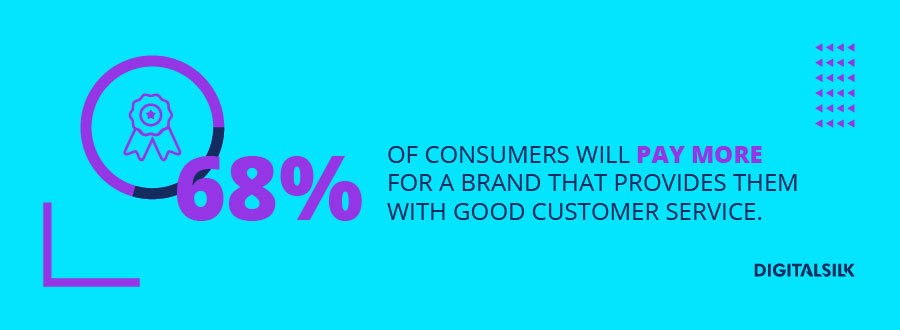 68%
OF CONSUMERS WILL PAY MORE
FOR A BRAND THAT PROVIDES THEM
WITH GOOD CUSTOMER SERVICE.
DIGITALSILK